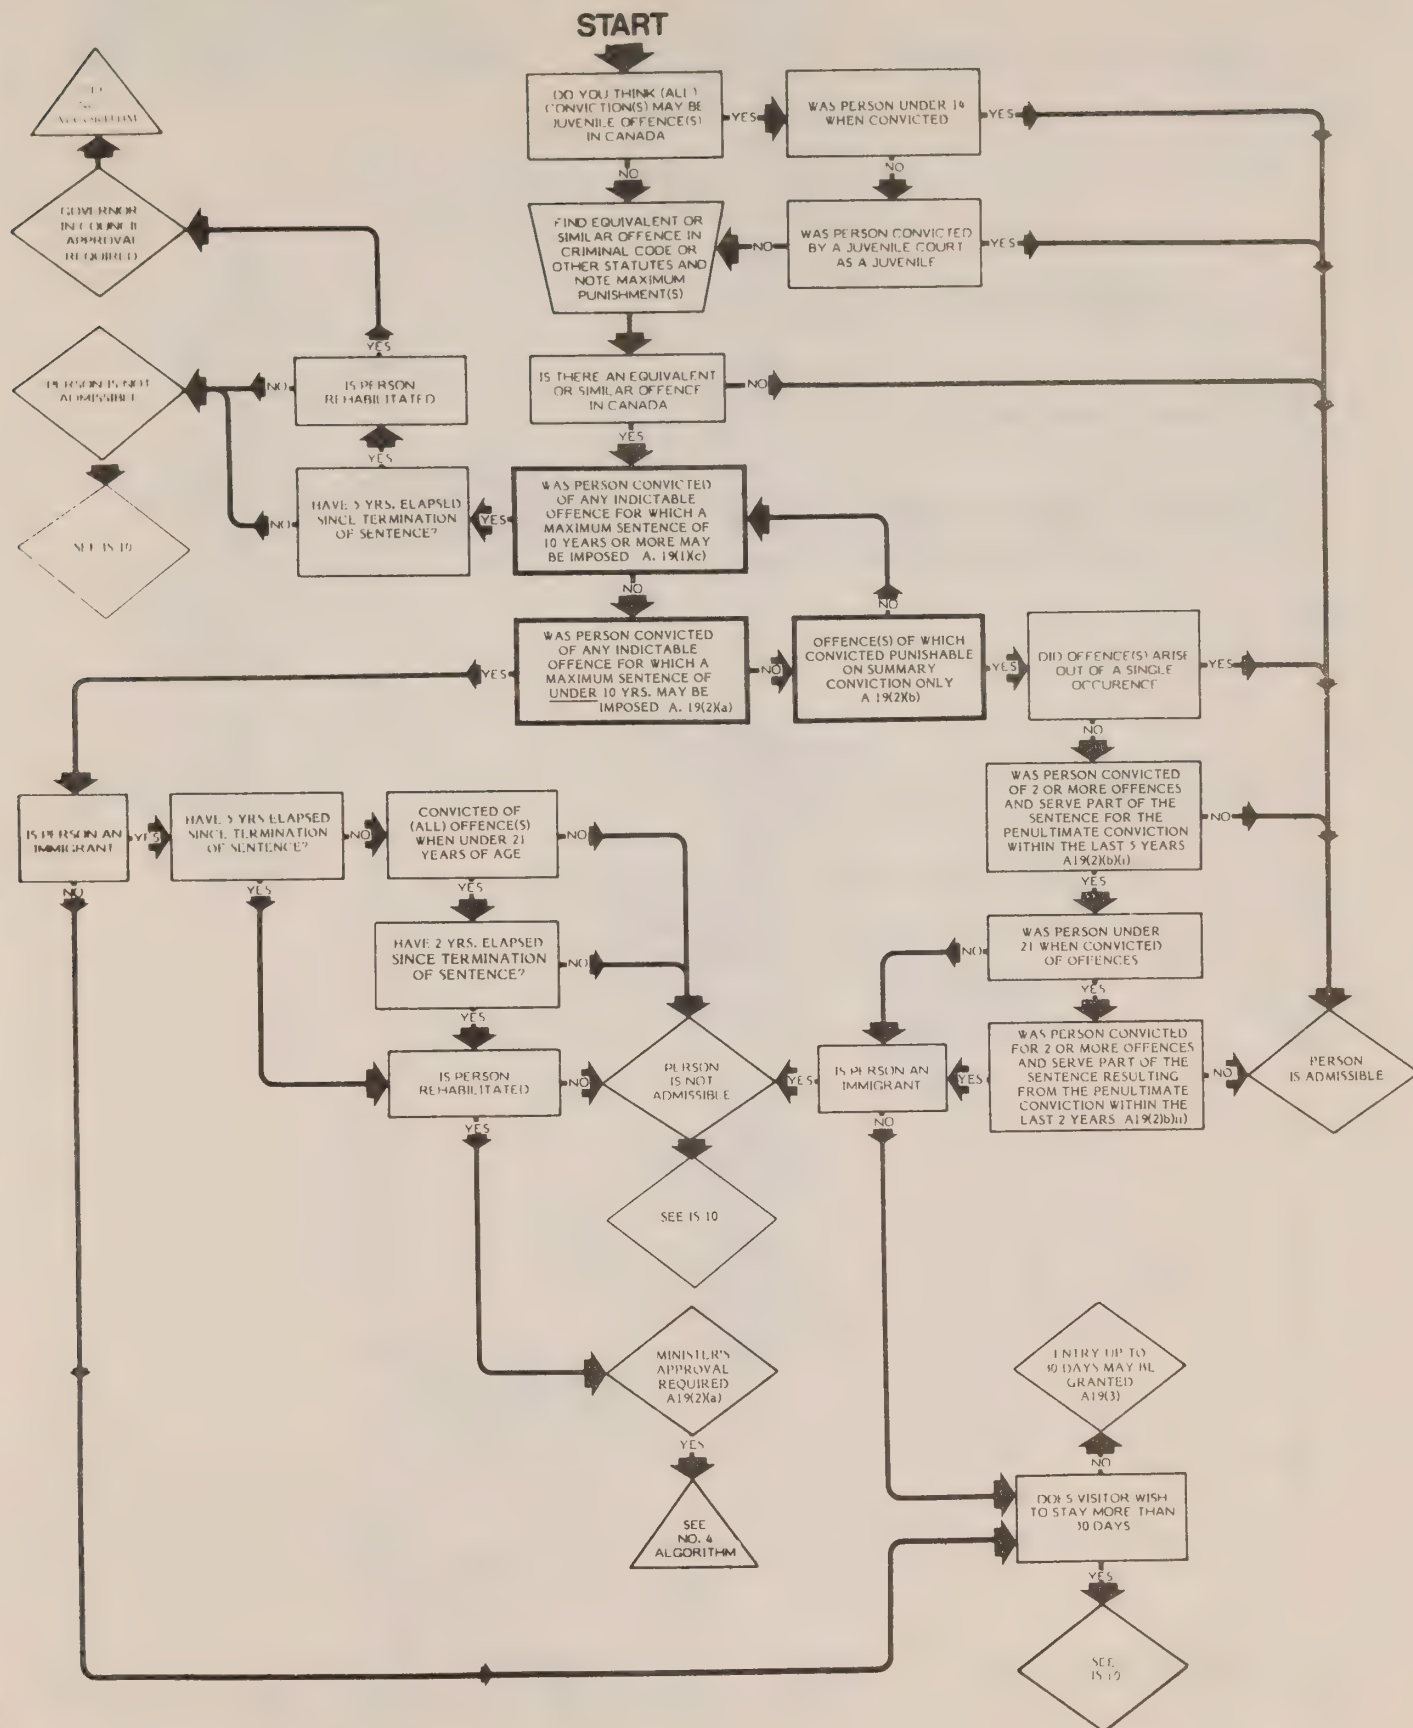 START
DO YOU THINK (ALL)
CONVICTION(S) MAY BE
JUVENILE OFFENCE(S)
IN CANADA
YES
WAS PERSON UNDER 14
WHEN CONVICTED
YES
NO
NO
ALGORITHM
GOVERNOR
IN COUNCIL
APPROVAL
REQUIRED
FIND EQUIVALENT OR
SIMILAR OFFENCE IN
CRIMINAL CODE OR
OTHER STATUTES AND
NOTE MAXIMUM
PUNISHMENT(S)
NO
WAS PERSON CONVICTED
BY A JUVENILE COURT
AS A JUVENILE
YES
YES
PERSON IS NOT
ADMISSIBLE
NO
IS PERSON
REHABILITATED
IS THERE AN EQUIVALENT
OR SIMILAR OFFENCE
IN CANADA
NO
YES
YES
SEE IS 10
NO
HAVE 5 YRS. ELAPSED
SINCE TERMINATION
OF SENTENCE?
YES
WAS PERSON CONVICTED
OF ANY INDICTABLE
OFFENCE FOR WHICH A
MAXIMUM SENTENCE OF
10 YEARS OR MORE MAY
BE IMPOSED A. 19(1)(c)
NO
NO
YES
WAS PERSON CONVICTED
OF ANY INDICTABLE
OFFENCE FOR WHICH A
MAXIMUM SENTENCE OF
UNDER 10 YRS. MAY BE
IMPOSED A. 19(2)(a)
NO
OFFENCE(S) OF WHICH
CONVICTED PUNISHABLE
ON SUMMARY
CONVICTION ONLY
A 19(2)(b)
YES
DID OFFENCE(S) ARISE
OUT OF A SINGLE
OCCURENCE
YES
NO
IS PERSON AN
IMMIGRANT
YES
HAVE 5 YRS ELAPSED
SINCE TERMINATION
OF SENTENCE?
NO
CONVICTED OF
(ALL) OFFENCE(S)
WHEN UNDER 21
YEARS OF AGE
NO
WAS PERSON CONVICTED
OF 2 OR MORE OFFENCES
AND SERVE PART OF THE
SENTENCE FOR THE
PENULTIMATE CONVICTION
WITHIN THE LAST 5 YEARS
A19(2)(b)(i)
NO
NO
YES
YES
YES
HAVE 2 YRS. ELAPSED
SINCE TERMINATION
OF SENTENCE?
NO
NO
WAS PERSON UNDER
21 WHEN CONVICTED
OF OFFENCES
YES
YES
IS PERSON
REHABILITATED
NO
PERSON
IS NOT
ADMISSIBLE
YES
IS PERSON AN
IMMIGRANT
YES
WAS PERSON CONVICTED
FOR 2 OR MORE OFFENCES
AND SERVE PART OF THE
SENTENCE RESULTING
FROM THE PENULTIMATE
CONVICTION WITHIN THE
LAST 2 YEARS A19(2)b)ii)
NO
PERSON
IS ADMISSIBLE
YES
NO
SEE IS 10
MINISTER'S
APPROVAL
REQUIRED
A19(2)(a)
YES
SEE
NO. 4
ALGORITHM
ENTRY UP TO
30 DAYS MAY BE
GRANTED
A19(3)
NO
DOES VISITOR WISH
TO STAY MORE THAN
30 DAYS
YES
SEE
IS 10